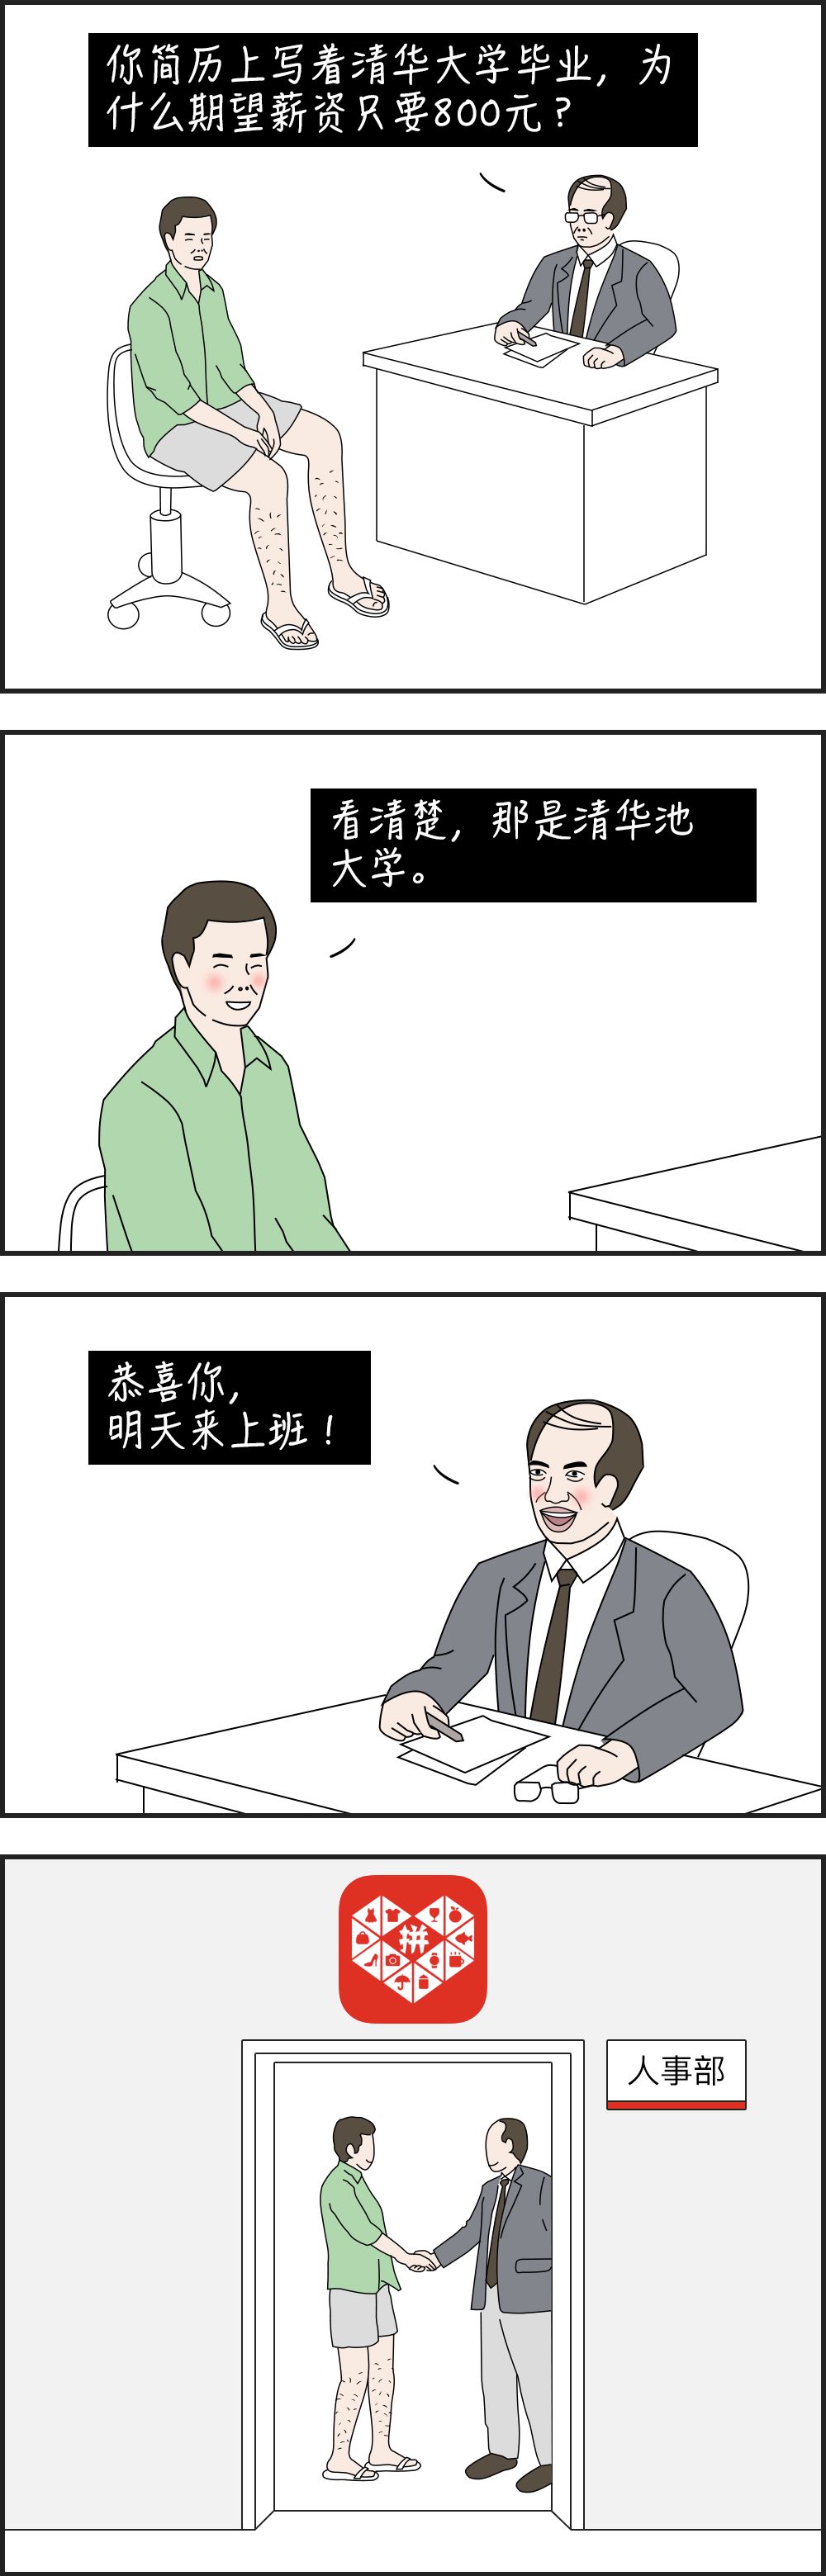 你简历上写着清华大学毕业，为
什么期望薪资只要800元？
看清楚，那是清华池
大学。
恭喜你，
明天来上班！
拼
人事部